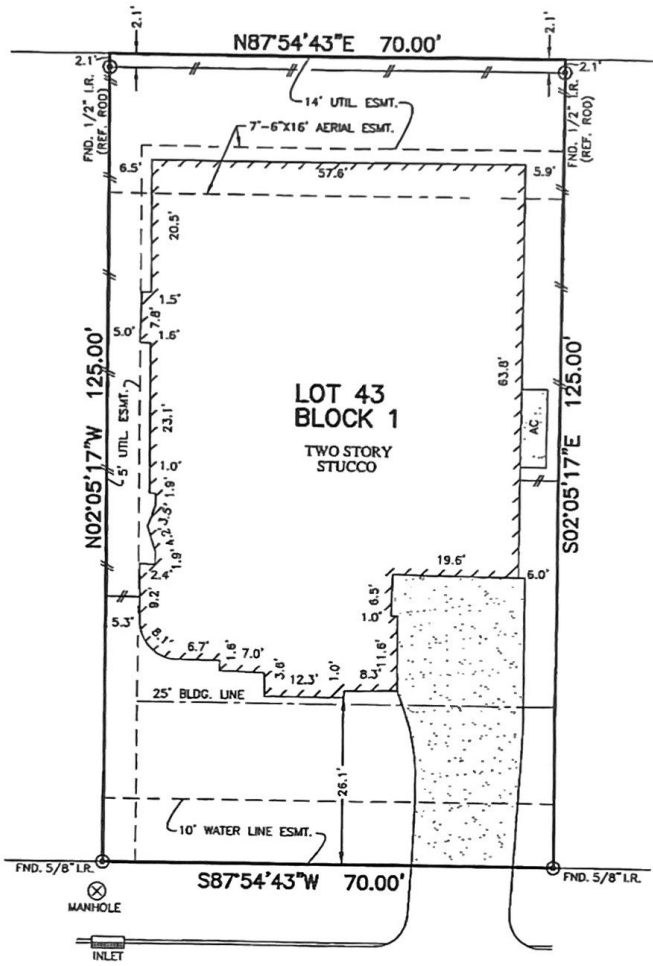 2.1'
2.1'
N87°54'43"E 70.00'
2.1'
2.1'
FND. 1/2" I.R.
(REF. ROD)
14' UTIL ESMT.
7'-6"X16' AERIAL ESMT.
FND. 1/2" I.R.
(REF. ROD)
6.5'
57.6'
5.9'
20.5'
1.5'
7.8'
5.0'
1.6'
N02°05'17"W 125.00'
5' UTIL ESMT.
23.1'
63.8'
S02°05'17"E 125.00'
LOT 43
BLOCK 1
TWO STORY
STUCCO
AC
1.0'
1.9'
3.5'
4.2'
1.9'
2.4'
19.6'
6.0'
9.2'
6.5'
1.0'
5.3'
8.1'
6.7'
1.6'
7.0'
11.6'
3.6'
12.3'
1.0'
8.3'
25' BLDG. LINE
26.1'
10' WATER LINE ESMT.
FND. 5/8" I.R.
S87°54'43"W 70.00'
FND. 5/8" I.R.
MANHOLE
INLET